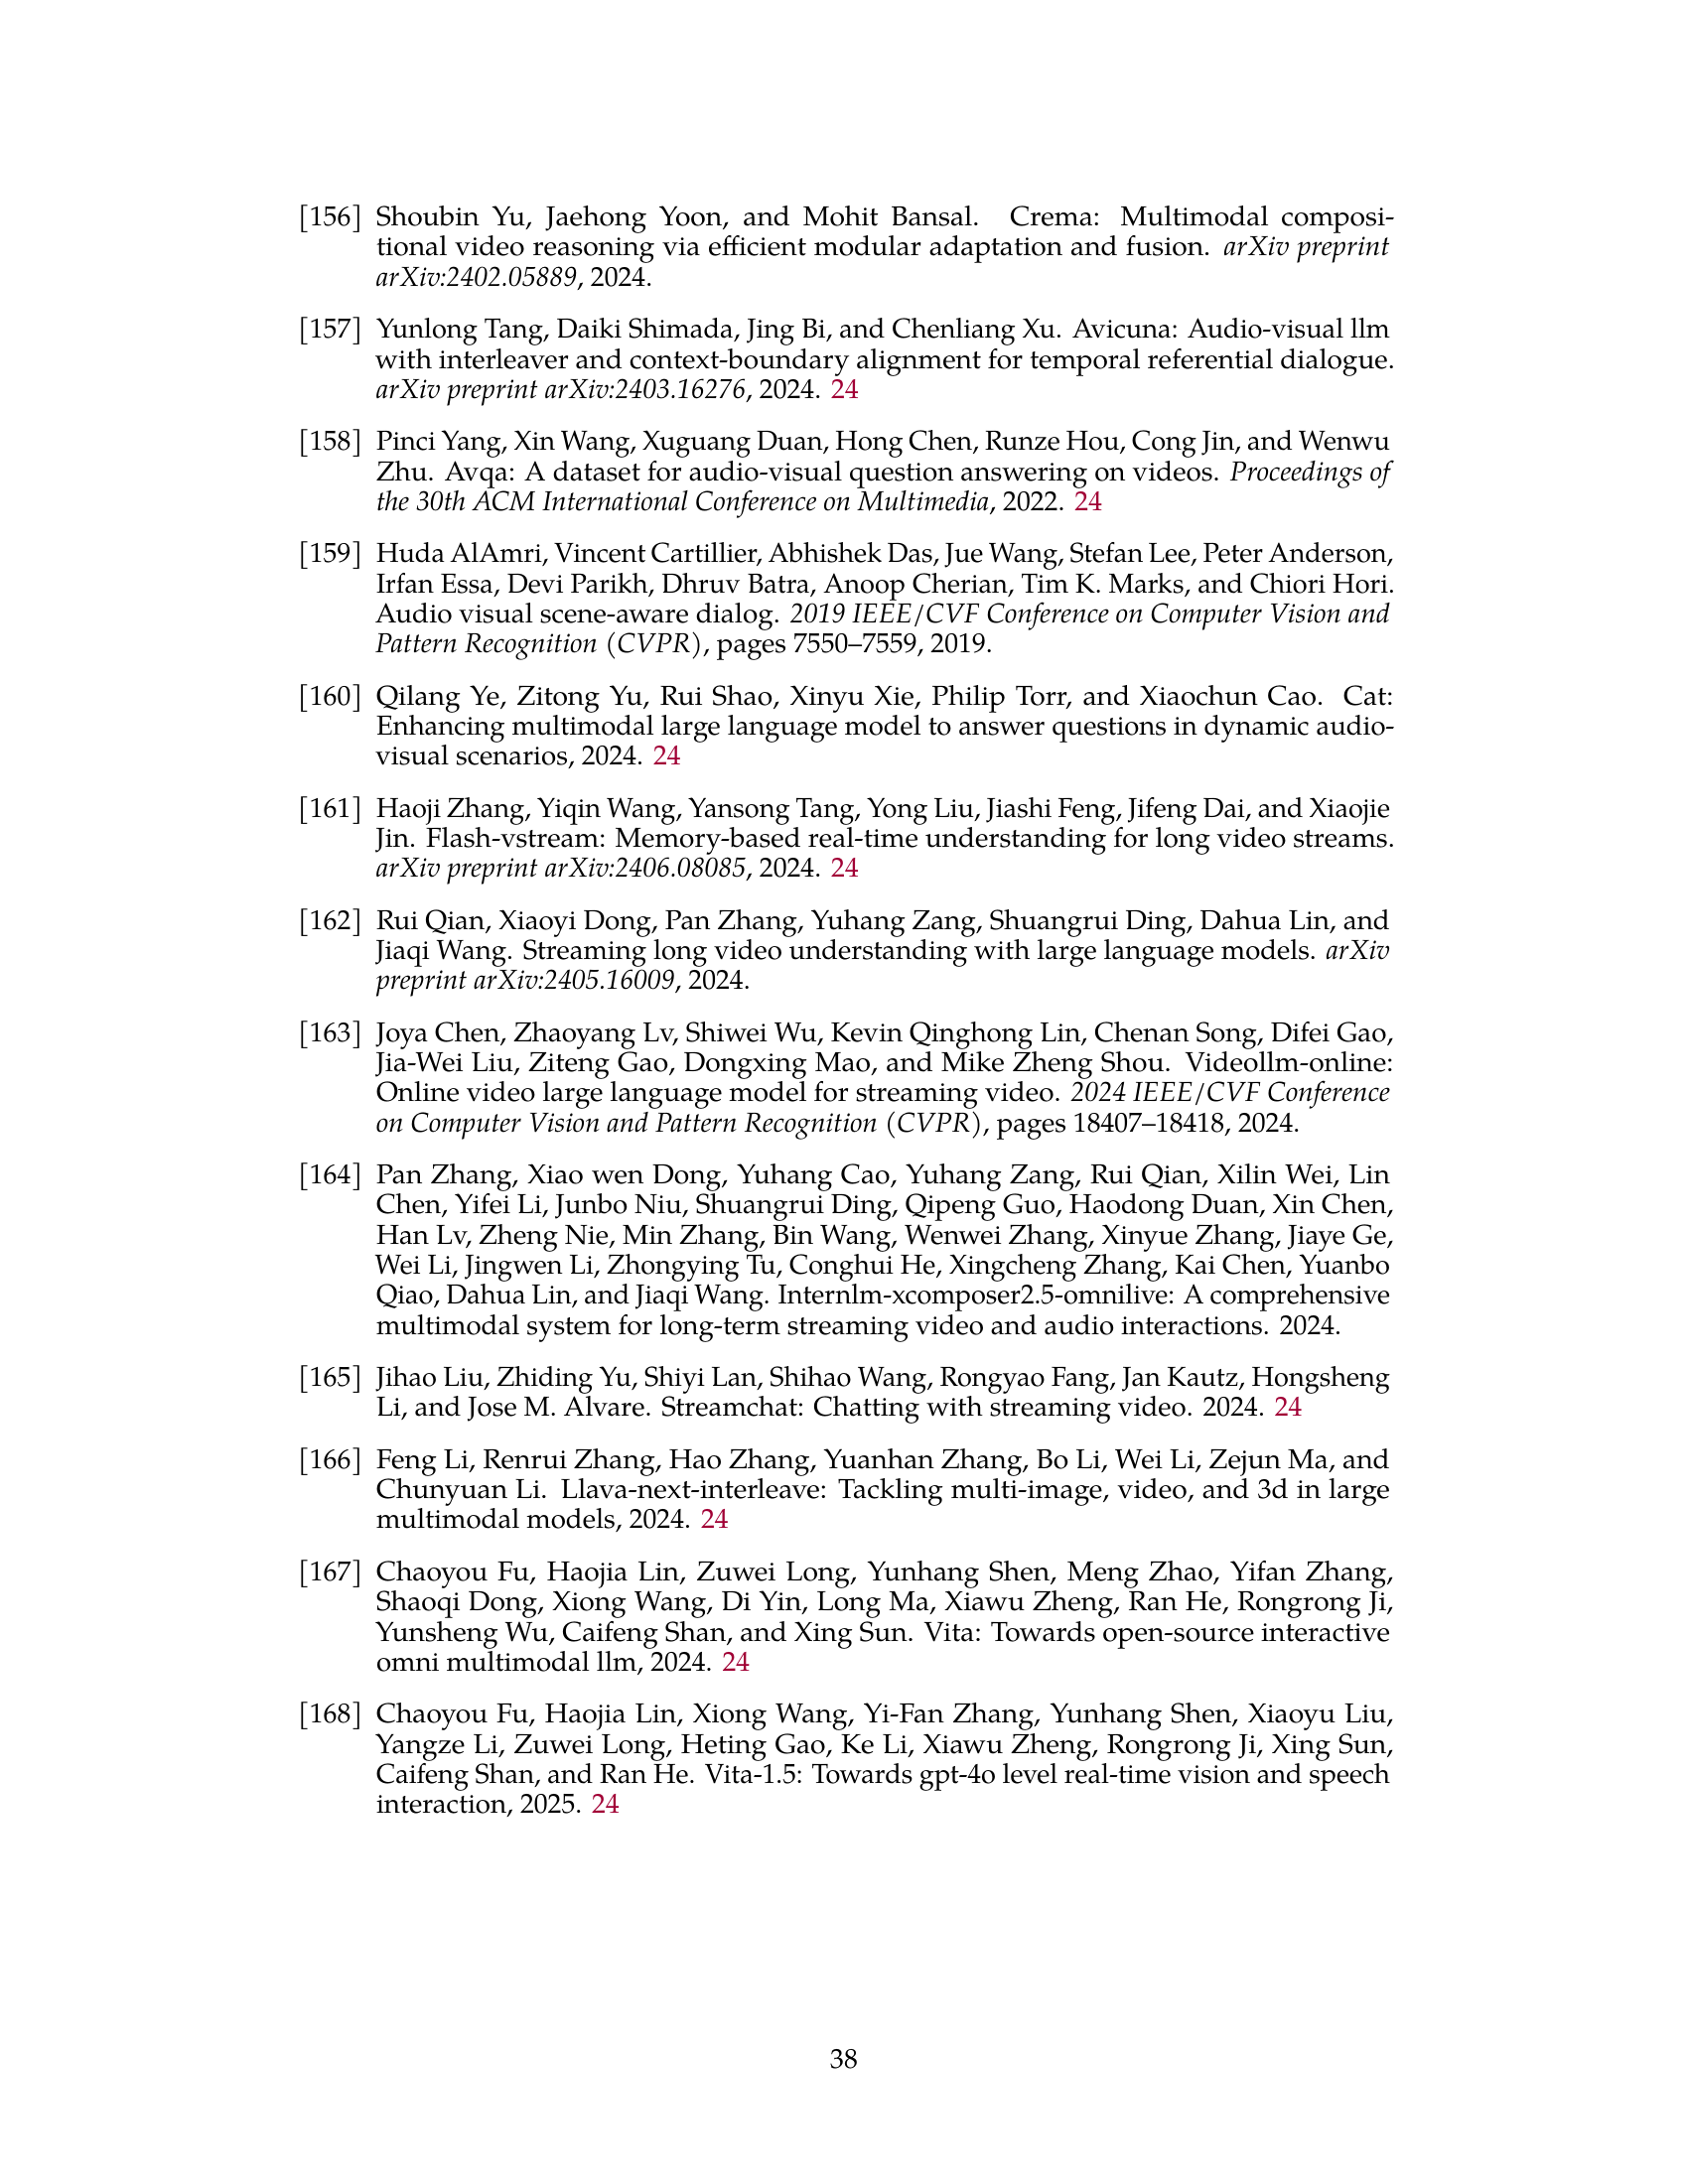 [156] Shoubin Yu, Jaehong Yoon, and Mohit Bansal. Crema: Multimodal composi-
tional video reasoning via efficient modular adaptation and fusion. arXiv preprint
arXiv:2402.05889, 2024.
[157] Yunlong Tang, Daiki Shimada, Jing Bi, and Chenliang Xu. Avicuna: Audio-visual llm
with interleaver and context-boundary alignment for temporal referential dialogue.
arXiv preprint arXiv:2403.16276, 2024. 24
[158] Pinci Yang, Xin Wang, Xuguang Duan, Hong Chen, Runze Hou, Cong Jin, and Wenwu
Zhu. Avqa: A dataset for audio-visual question answering on videos. Proceedings of
the 30th ACM International Conference on Multimedia, 2022. 24
[159] Huda AlAmri, Vincent Cartillier, Abhishek Das, Jue Wang, Stefan Lee, Peter Anderson,
Irfan Essa, Devi Parikh, Dhruv Batra, Anoop Cherian, Tim K. Marks, and Chiori Hori.
Audio visual scene-aware dialog. 2019 IEEE/CVF Conference on Computer Vision and
Pattern Recognition (CVPR), pages 7550–7559, 2019.
[160] Qilang Ye, Zitong Yu, Rui Shao, Xinyu Xie, Philip Torr, and Xiaochun Cao. Cat:
Enhancing multimodal large language model to answer questions in dynamic audio-
visual scenarios, 2024. 24
[161] Haoji Zhang, Yiqin Wang, Yansong Tang, Yong Liu, Jiashi Feng, Jifeng Dai, and Xiaojie
Jin. Flash-vstream: Memory-based real-time understanding for long video streams.
arXiv preprint arXiv:2406.08085, 2024. 24
[162] Rui Qian, Xiaoyi Dong, Pan Zhang, Yuhang Zang, Shuangrui Ding, Dahua Lin, and
Jiaqi Wang. Streaming long video understanding with large language models. arXiv
preprint arXiv:2405.16009, 2024.
[163] Joya Chen, Zhaoyang Lv, Shiwei Wu, Kevin Qinghong Lin, Chenan Song, Difei Gao,
Jia-Wei Liu, Ziteng Gao, Dongxing Mao, and Mike Zheng Shou. Videollm-online:
Online video large language model for streaming video. 2024 IEEE/CVF Conference
on Computer Vision and Pattern Recognition (CVPR), pages 18407–18418, 2024.
[164] Pan Zhang, Xiao wen Dong, Yuhang Cao, Yuhang Zang, Rui Qian, Xilin Wei, Lin
Chen, Yifei Li, Junbo Niu, Shuangrui Ding, Qipeng Guo, Haodong Duan, Xin Chen,
Han Lv, Zheng Nie, Min Zhang, Bin Wang, Wenwei Zhang, Xinyue Zhang, Jiaye Ge,
Wei Li, Jingwen Li, Zhongying Tu, Conghui He, Xingcheng Zhang, Kai Chen, Yuanbo
Qiao, Dahua Lin, and Jiaqi Wang. Internlm-xcomposer2.5-omnilive: A comprehensive
multimodal system for long-term streaming video and audio interactions. 2024.
[165] Jihao Liu, Zhiding Yu, Shiyi Lan, Shihao Wang, Rongyao Fang, Jan Kautz, Hongsheng
Li, and Jose M. Alvare. Streamchat: Chatting with streaming video. 2024. 24
[166] Feng Li, Renrui Zhang, Hao Zhang, Yuanhan Zhang, Bo Li, Wei Li, Zejun Ma, and
Chunyuan Li. Llava-next-interleave: Tackling multi-image, video, and 3d in large
multimodal models, 2024. 24
[167] Chaoyou Fu, Haojia Lin, Zuwei Long, Yunhang Shen, Meng Zhao, Yifan Zhang,
Shaoqi Dong, Xiong Wang, Di Yin, Long Ma, Xiawu Zheng, Ran He, Rongrong Ji,
Yunsheng Wu, Caifeng Shan, and Xing Sun. Vita: Towards open-source interactive
omni multimodal llm, 2024. 24
[168] Chaoyou Fu, Haojia Lin, Xiong Wang, Yi-Fan Zhang, Yunhang Shen, Xiaoyu Liu,
Yangze Li, Zuwei Long, Heting Gao, Ke Li, Xiawu Zheng, Rongrong Ji, Xing Sun,
Caifeng Shan, and Ran He. Vita-1.5: Towards gpt-4o level real-time vision and speech
interaction, 2025. 24
38